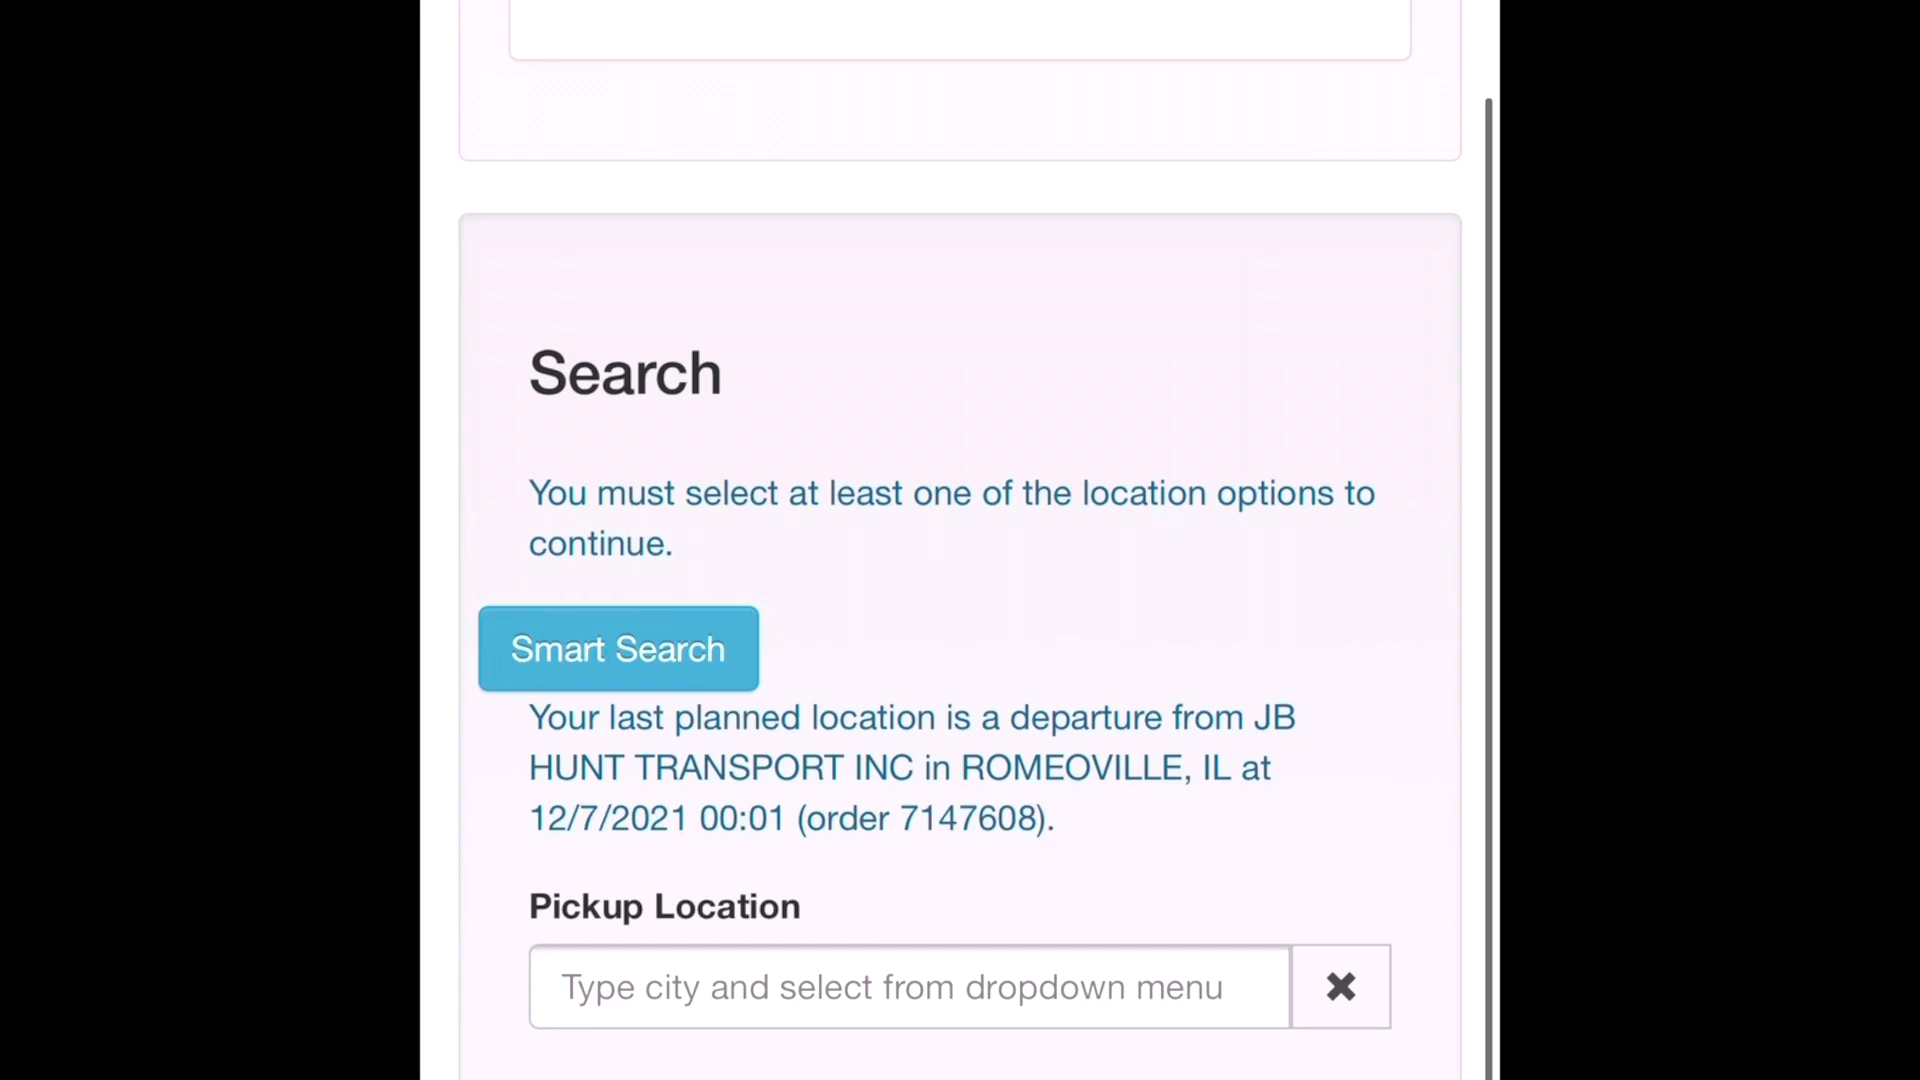 Search
You must select at least one of the location options to
continue.
Smart Search
Your last planned location is a departure from JB
HUNT TRANSPORT INC in ROMEOVILLE, IL at
12/7/2021 00:01 (order 7147608).
Pickup Location
Type city and select from dropdown menu